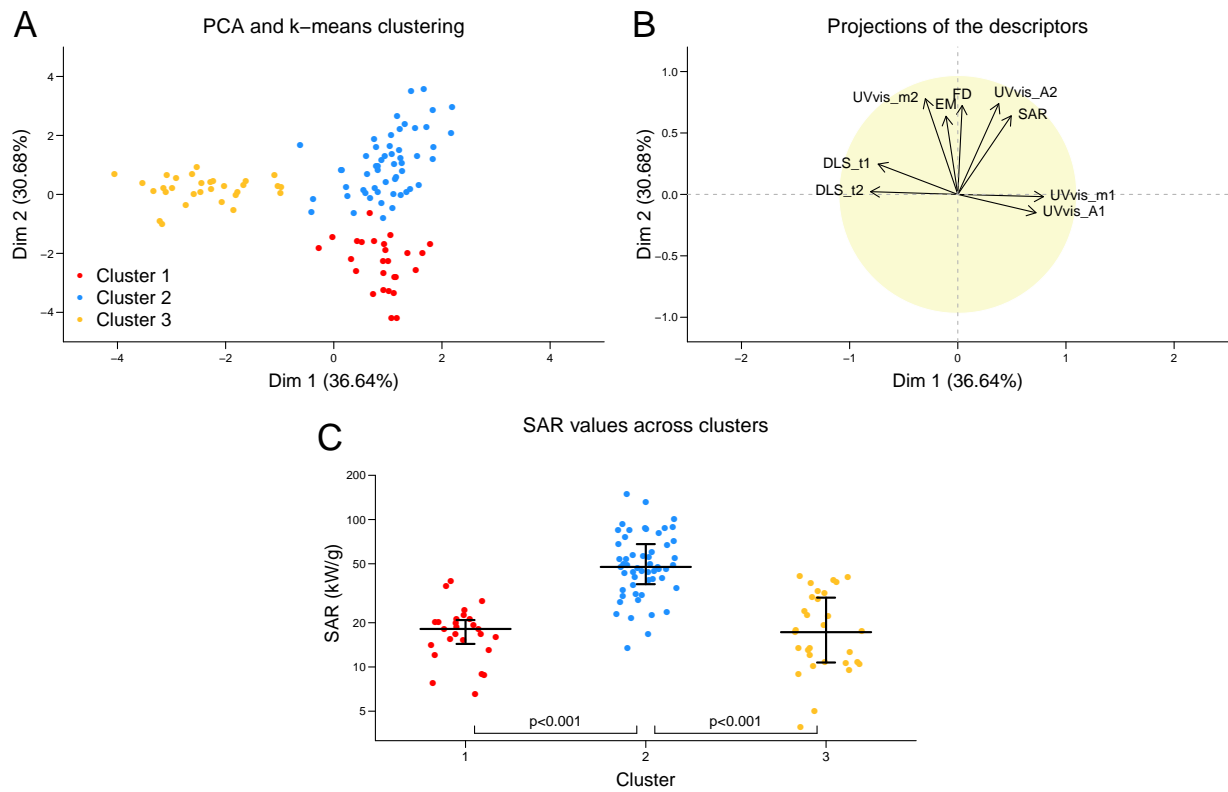 A
PCA and k−means clustering
4
2
0
−2
−4
Dim 2 (30.68%)
Cluster 1
Cluster 2
Cluster 3
−4
−2
0
2
4
Dim 1 (36.64%)
B
Projections of the descriptors
1.0
0.5
0.0
−0.5
−1.0
Dim 2 (30.68%)
UVvis_m2
EM
FD
UVvis_A2
SAR
DLS_t1
DLS_t2
UVvis_m1
UVvis_A1
−2
−1
0
1
2
Dim 1 (36.64%)
C
SAR values across clusters
200
100
50
20
10
5
SAR (kW/g)
p<0.001
p<0.001
1
2
3
Cluster